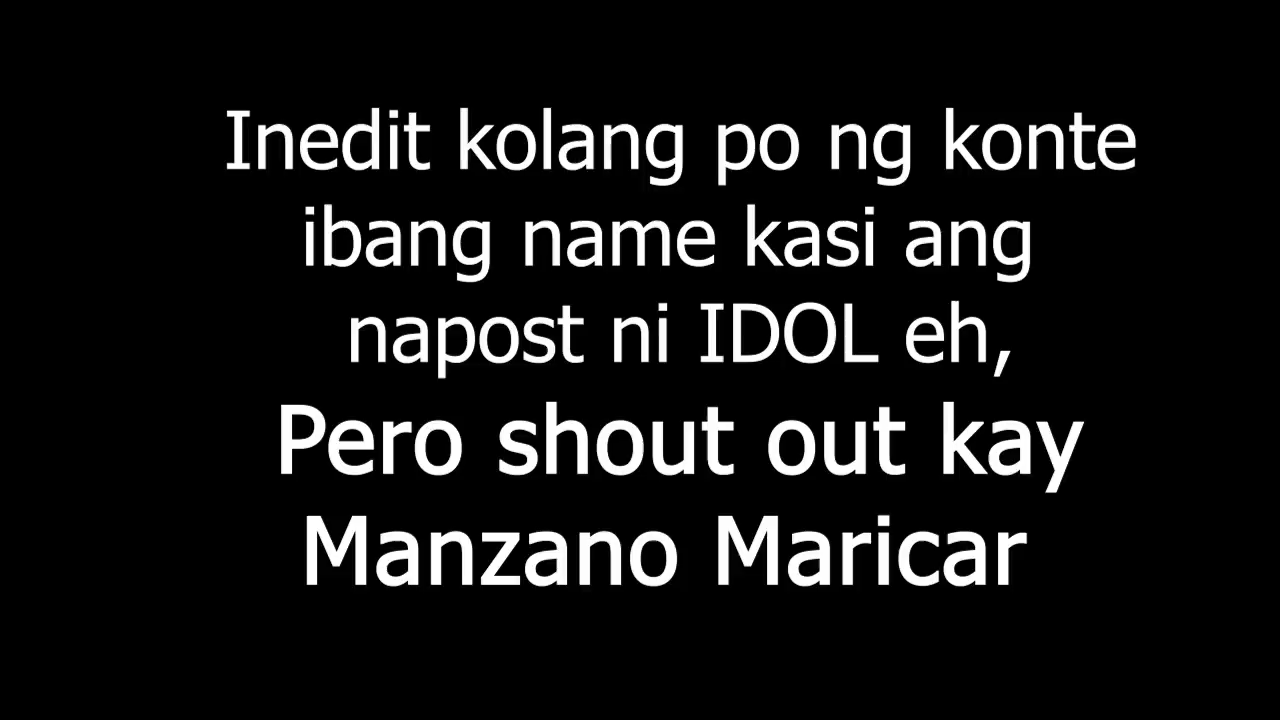 Inedit kolang po ng konte
ibang name kasi ang
napost ni IDOL eh,
Pero shout out kay
Manzano Maricar